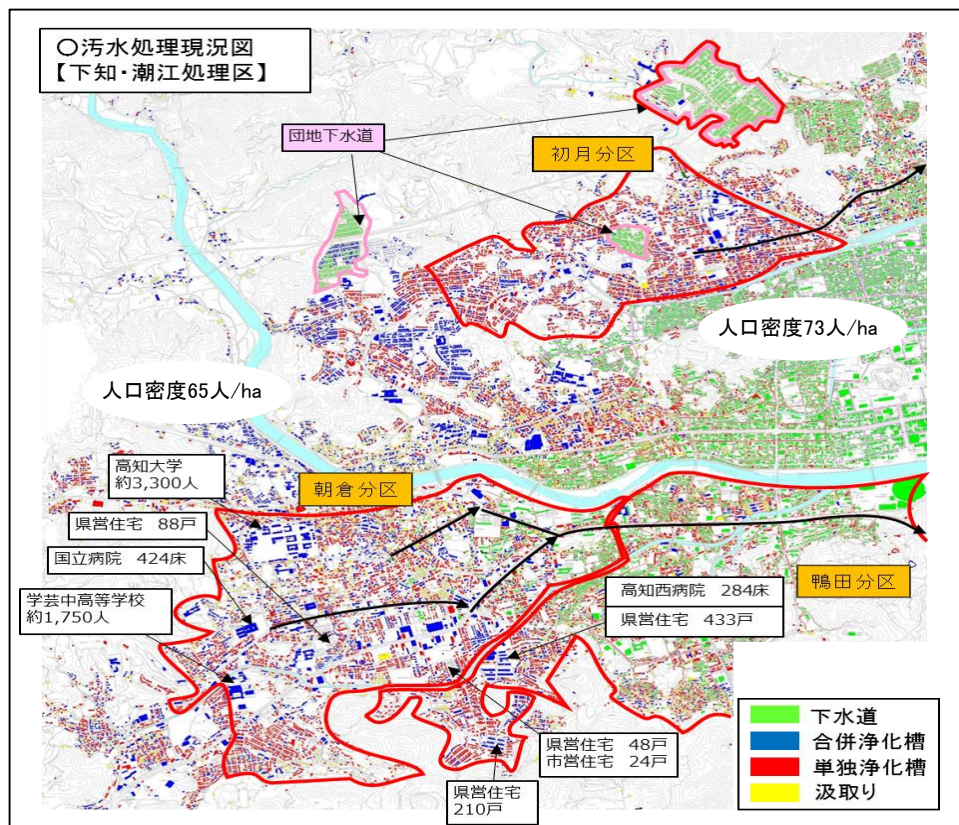 ○汚水処理現況図
【下知・潮江処理区】
団地下水道
初月分区
人口密度73人/ha
人口密度65人/ha
高知大学
約3,300人
朝倉分区
県営住宅 88戸
国立病院 424床
学芸中高等学校
約1,750人
鴨田分区
高知西病院 284床
県営住宅 433戸
県営住宅 48戸
市営住宅 24戸
県営住宅
210戸
下水道
合併浄化槽
単独浄化槽
汲取り